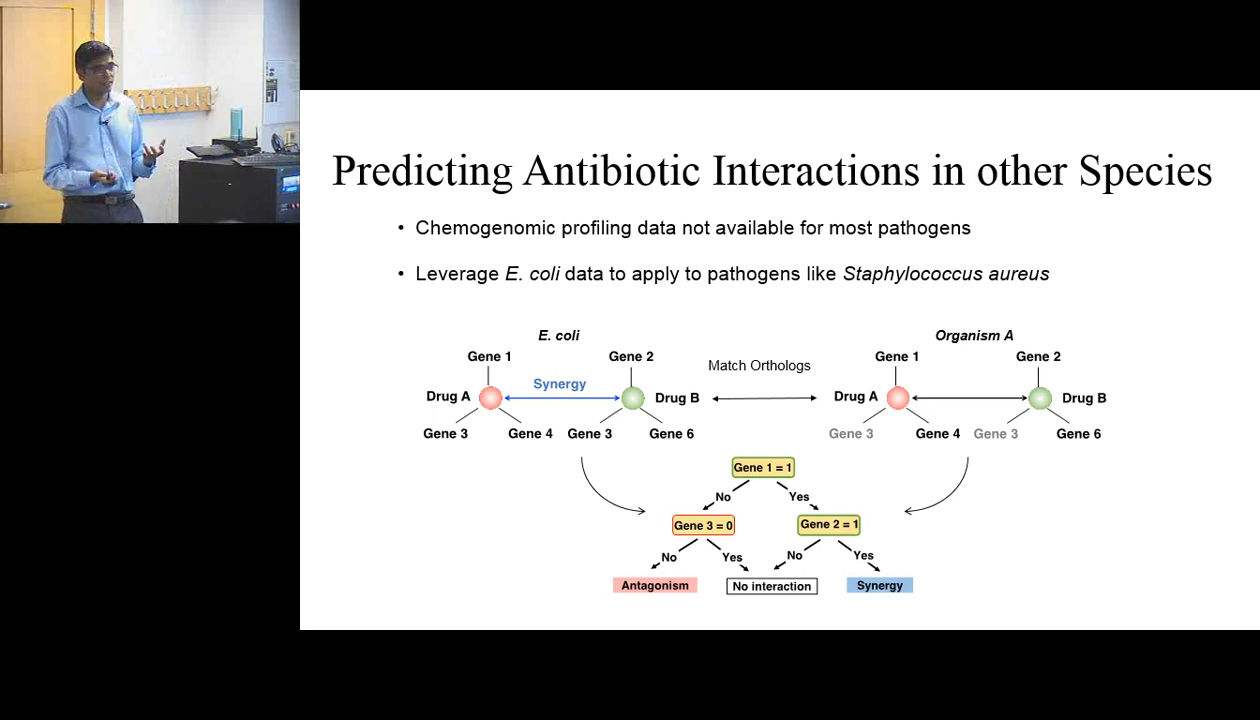 Predicting Antibiotic Interactions in other Species
• Chemogenomic profiling data not available for most pathogens
• Leverage E. coli data to apply to pathogens like Staphylococcus aureus
E. coli
Organism A
Gene 1
Gene 2
Match Orthologs
Gene 1
Gene 2
Synergy
Drug A
Drug B
Drug A
Drug B
Gene 3
Gene 4
Gene 3
Gene 6
Gene 3
Gene 4
Gene 3
Gene 6
Gene 1 = 1
No
Yes
Gene 3 = 0
Gene 2 = 1
No
Yes
No
Yes
Antagonism
No interaction
Synergy